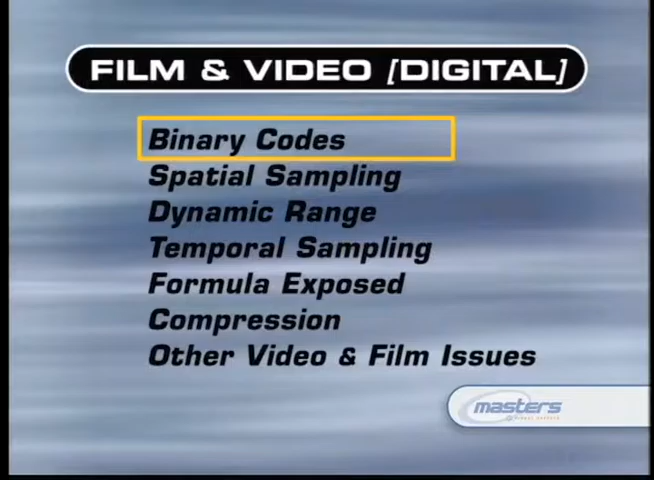 FILM & VIDEO [DIGITAL]
Binary Codes
Spatial Sampling
Dynamic Range
Temporal Sampling
Formula Exposed
Compression
Other Video & Film Issues
masters